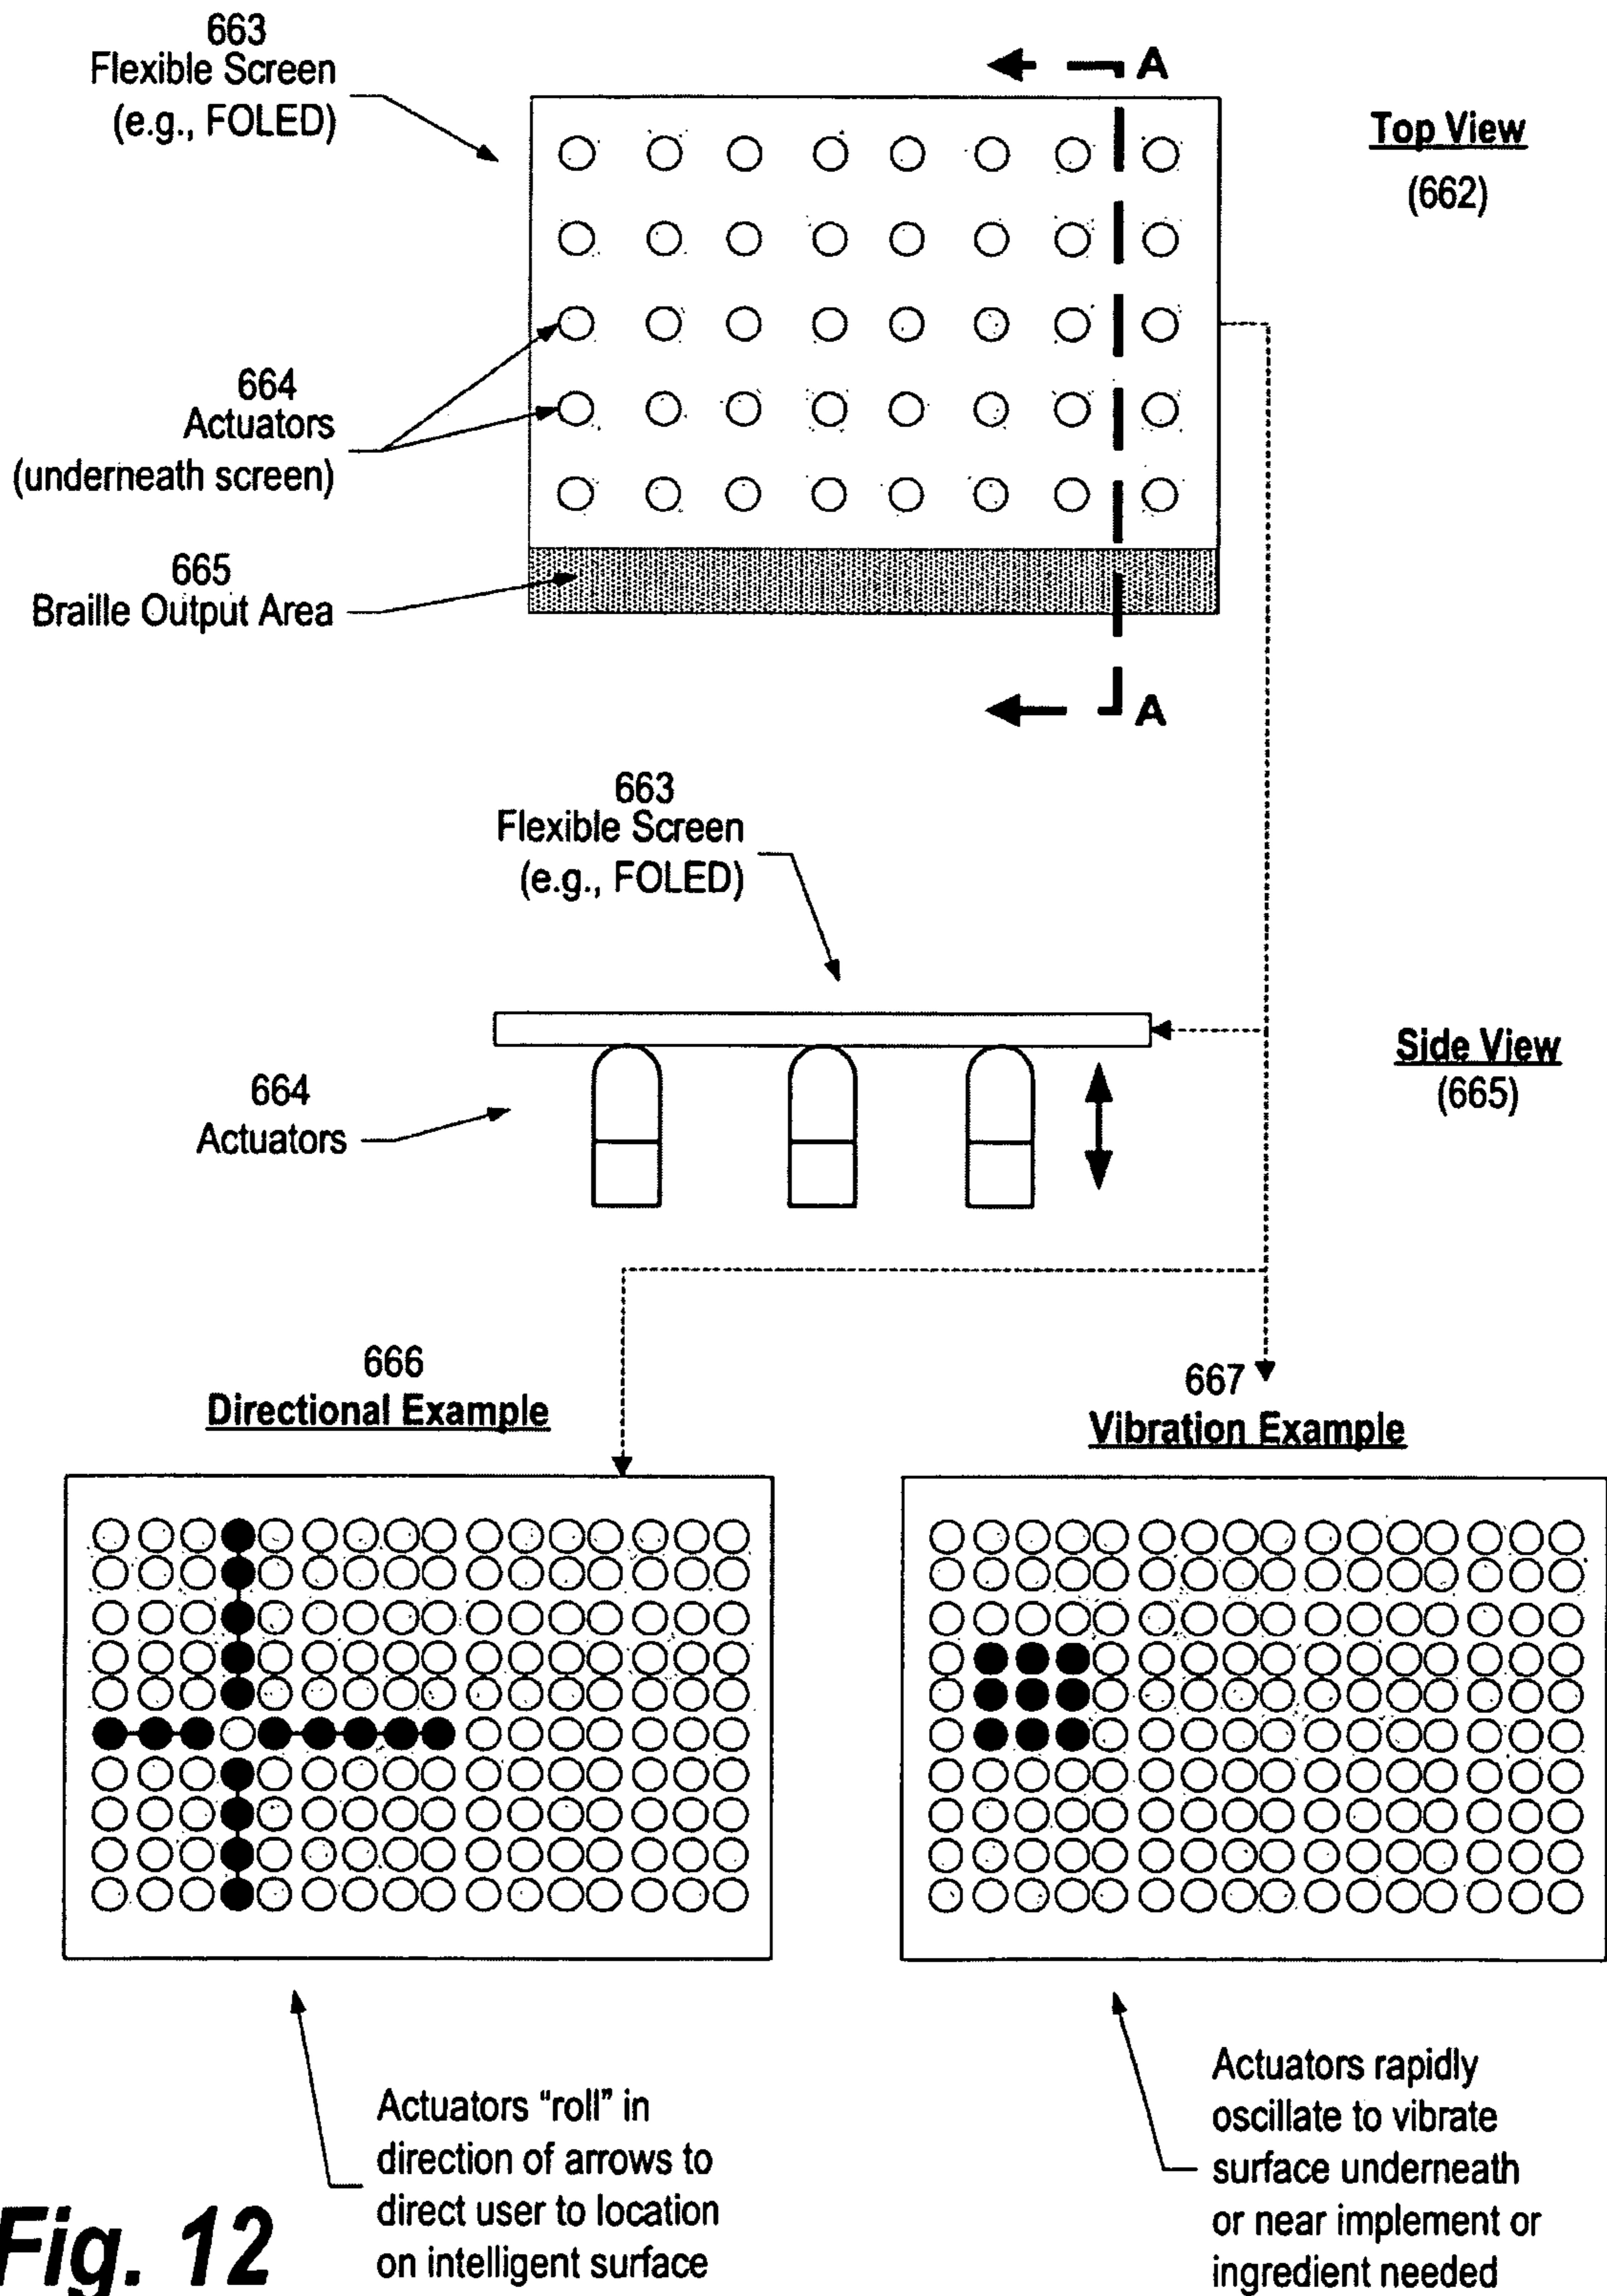 663
Flexible Screen
(e.g., FOLED)
A
Top View
(662)
664
Actuators
(underneath screen)
665
Braille Output Area
A
663
Flexible Screen
(e.g., FOLED)
Side View
(665)
664
Actuators
666
Directional Example
667
Vibration Example
Actuators “roll” in
direction of arrows to
direct user to location
on intelligent surface
Actuators rapidly
oscillate to vibrate
surface underneath
or near implement or
ingredient needed
Fig. 12